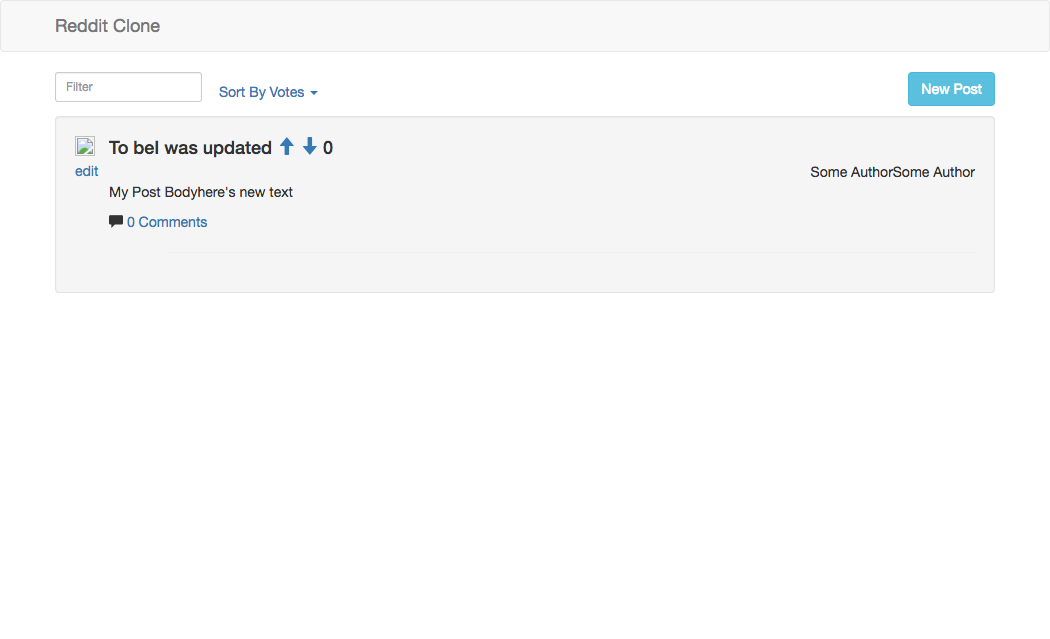 Reddit Clone
Filter
Sort By Votes
New Post
To beI was updated 0
edit
Some AuthorSome Author
My Post Bodyhere's new text
0 Comments